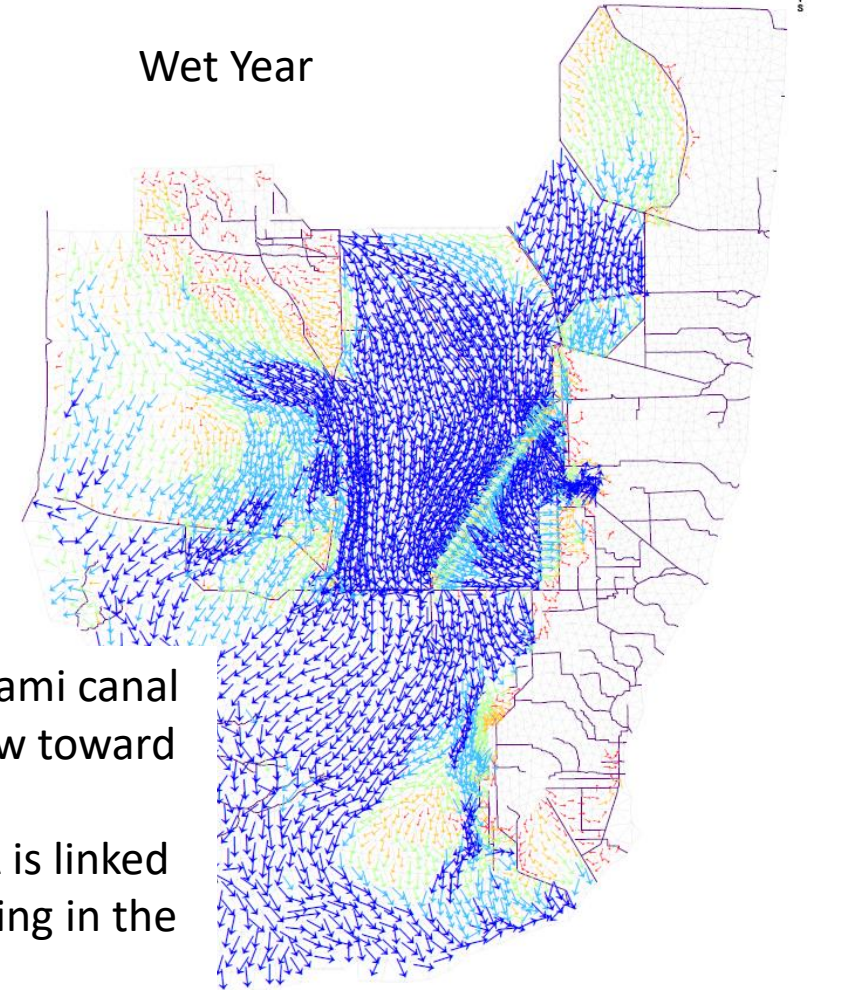 s
Wet Year
ami canal
w toward
is linked
ing in the